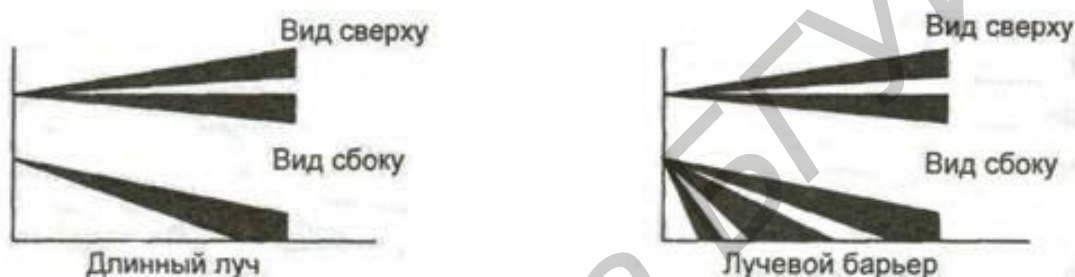 Вид сверху
Вид сбоку
Длинный луч
Вид сверху
Вид сбоку
Лучевой барьер